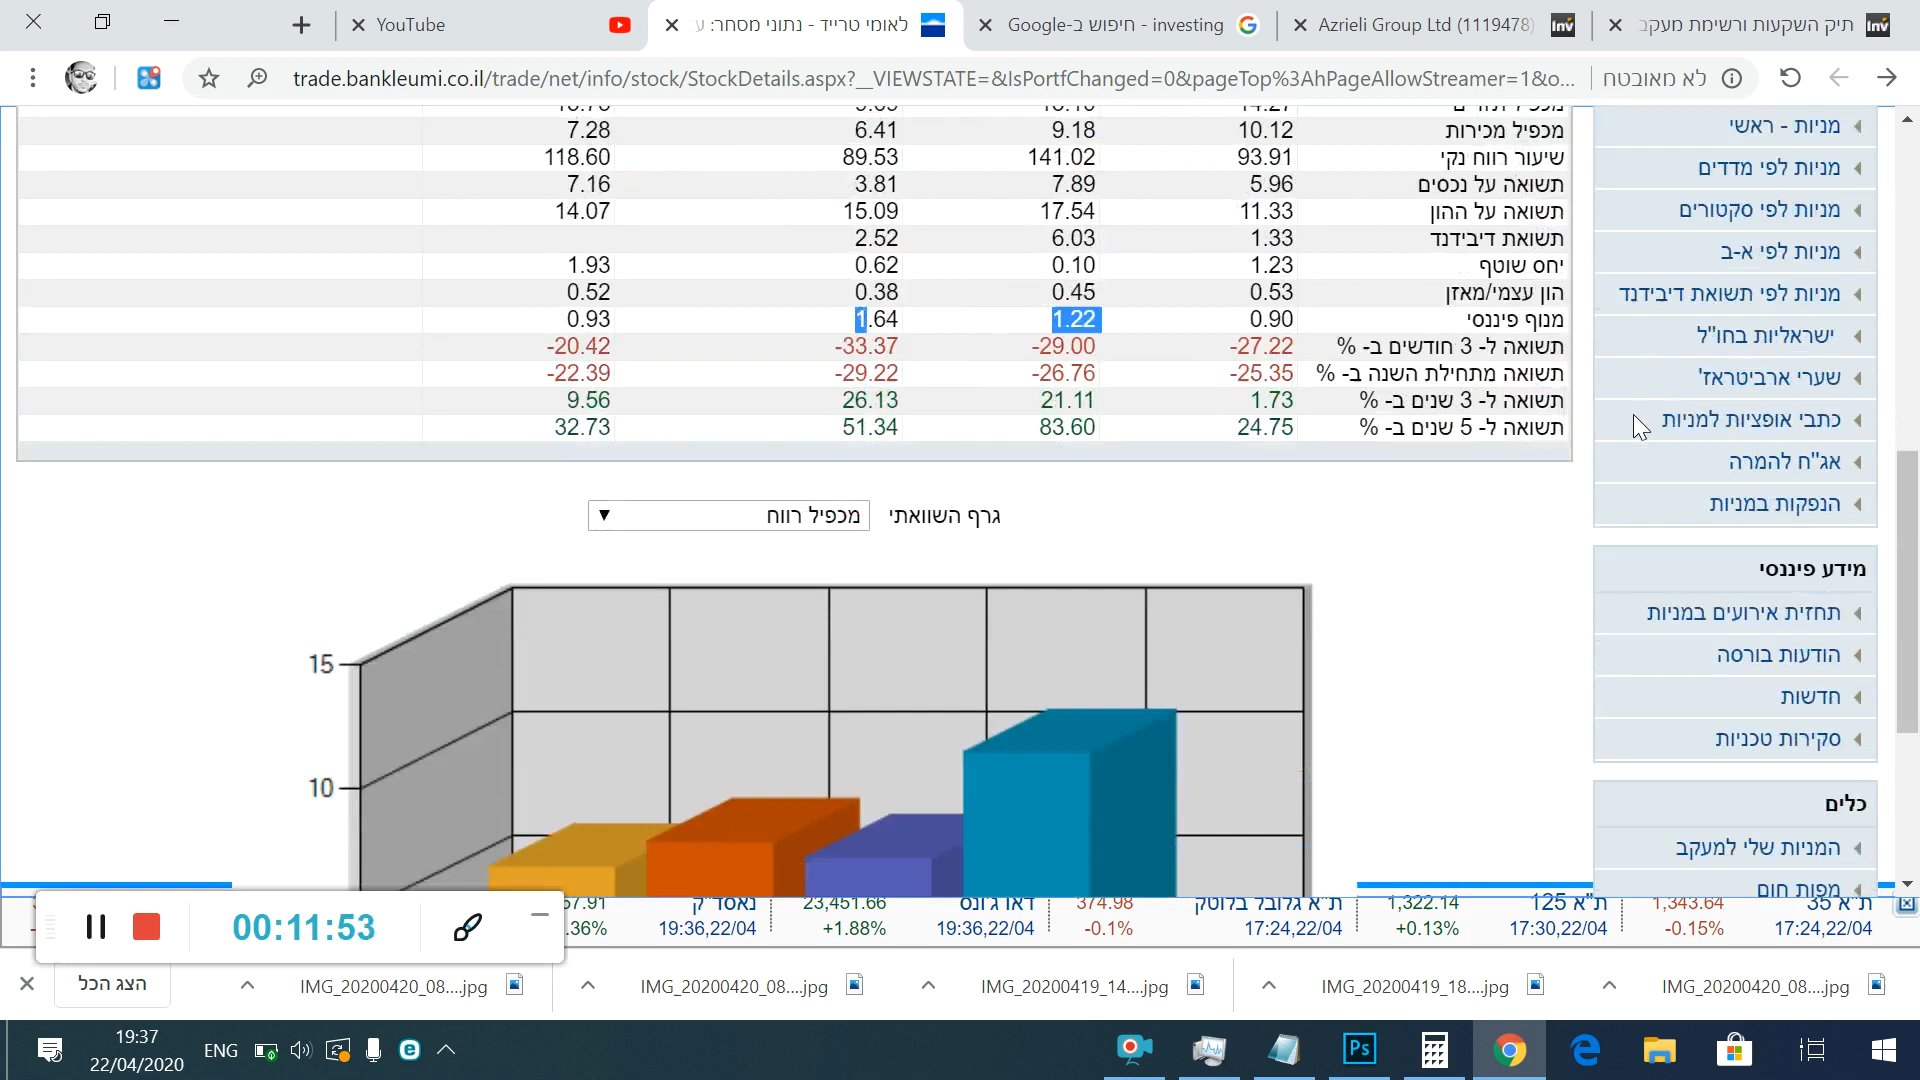 תיק השקעות ורשימת מעקב
Azrieli Group Ltd (1119478)
investing - חיפוש ב-Google
לאומי טרייד - נתוני מסחר: ע
YouTube
לא מאובטח
trade.bankleumi.co.il/trade/net/info/stock/StockDetails.aspx?__VIEWSTATE=&IsPortfChanged=0&pageTop%3AhPageAllowStreamer=1&o...
מכפיל מכירות 10.12 9.18 6.41 7.28
שיעור רווח נקי 93.91 141.02 89.53 118.60
תשואה על נכסים 5.96 7.89 3.81 7.16
תשואה על ההון 11.33 17.54 15.09 14.07
תשואת דיבידנד 1.33 6.03 2.52
יחס שוטף 1.23 0.10 0.62 1.93
הון עצמי/מאזן 0.53 0.45 0.38 0.52
מנוף פיננסי 0.90 1.22 1.64 0.93
תשואה ל- 3 חודשים ב- % -27.22 -29.00 -33.37 -20.42
תשואה מתחילת השנה ב- % -25.35 -26.76 -29.22 -22.39
תשואה ל- 3 שנים ב- % 1.73 21.11 26.13 9.56
תשואה ל- 5 שנים ב- % 24.75 83.60 51.34 32.73
גרף השוואתי מכפיל רווח
15
10
מניות - ראשי
מניות לפי מדדים
מניות לפי סקטורים
מניות לפי א-ב
מניות לפי תשואת דיבידנד
ישראליות בחו"ל
שערי ארביטראז'
כתבי אופציות למניות
אג"ח להמרה
הנפקות במניות
מידע פיננסי
תחזית אירועים במניות
הודעות בורסה
חדשות
סקירות טכניות
כלים
המניות שלי למעקב
מפות חום
ת"א 35 1,343.64
17:24,22/04 -0.15%
ת"א 125 1,322.14
17:30,22/04 +0.13%
ת"א גלובל בלוטק 374.98
17:24,22/04 -0.1%
דאו ג'ונס 23,451.66
19:36,22/04 +1.88%
נאסד"ק 57.91
19:36,22/04 .36%
00:11:53
IMG_20200420_08....jpg
IMG_20200419_18....jpg
IMG_20200419_14....jpg
IMG_20200420_08....jpg
IMG_20200420_08....jpg
הצג הכל
Ps
ENG
19:37
22/04/2020